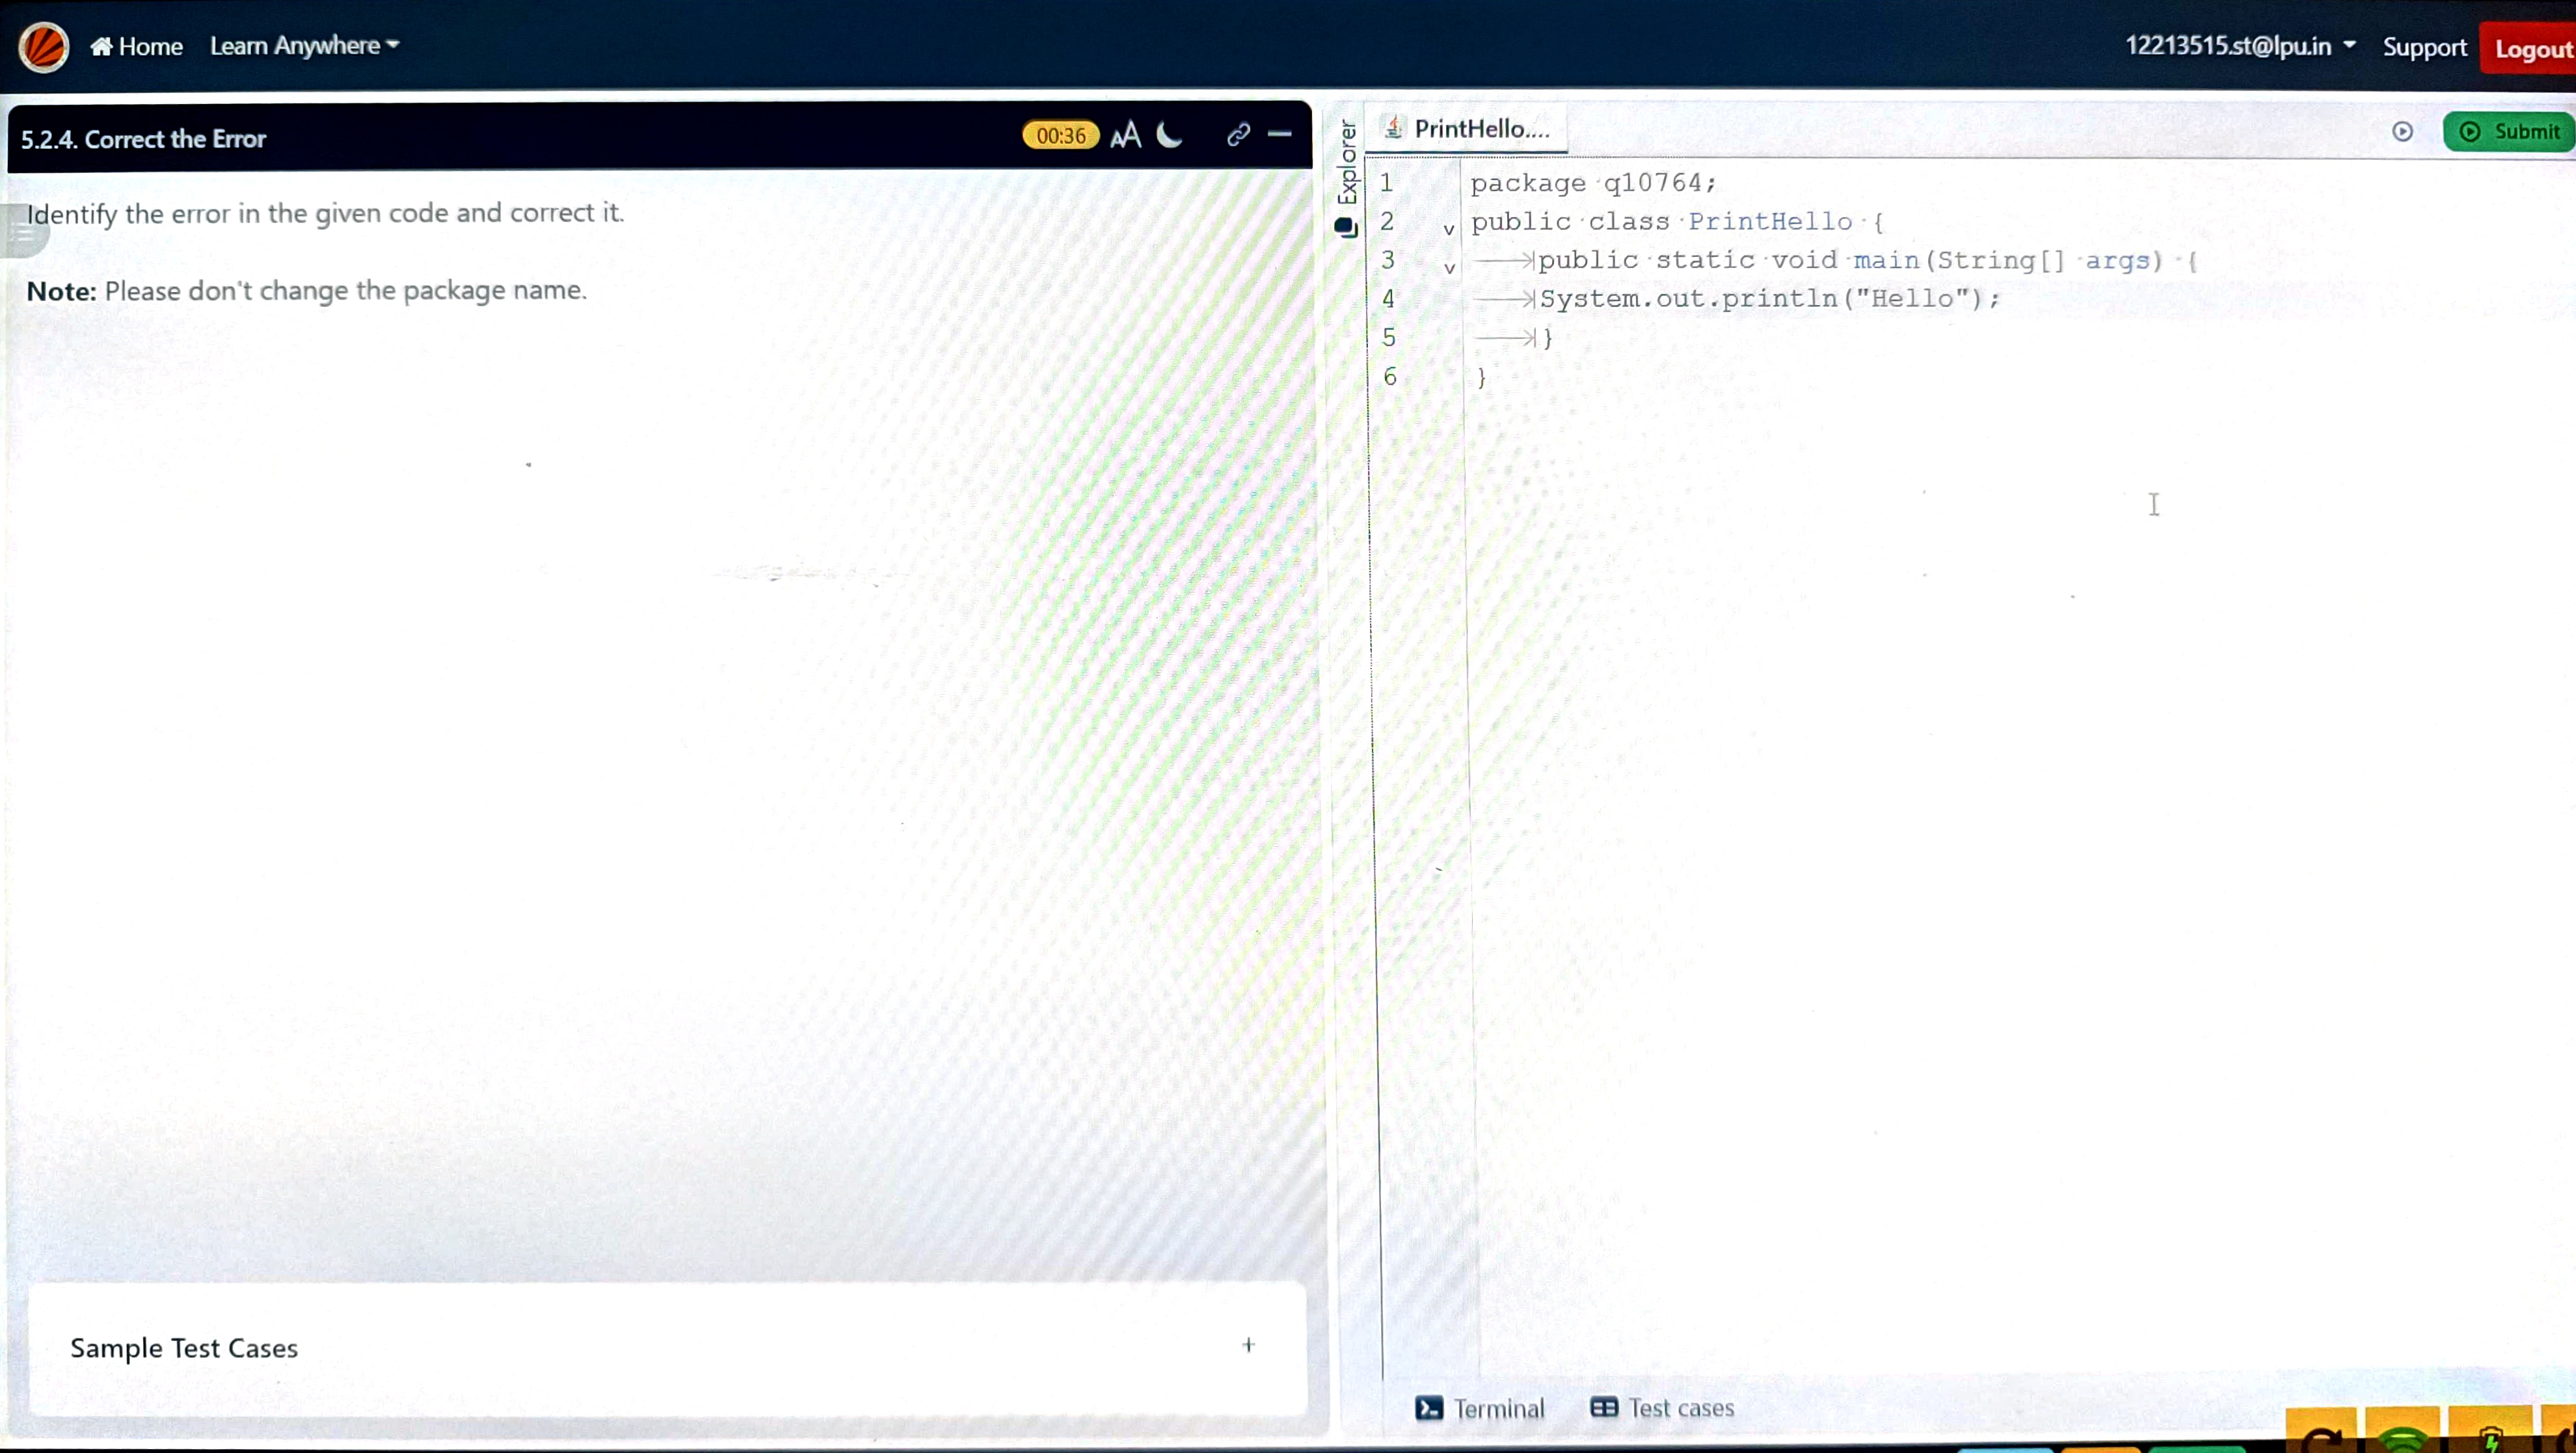 Home Learn Anywhere 12213515.st@lpu.in Support Logout
5.2.4. Correct the Error 00:36 AA
Identify the error in the given code and correct it.
Note: Please don't change the package name.
Sample Test Cases +
Explorer
PrintHello.... Submit
1 package q10764;
2 public class PrintHello {
3 public static void main(String[] args) {
4 System.out.println("Hello");
5 }
6 }
Terminal Test cases